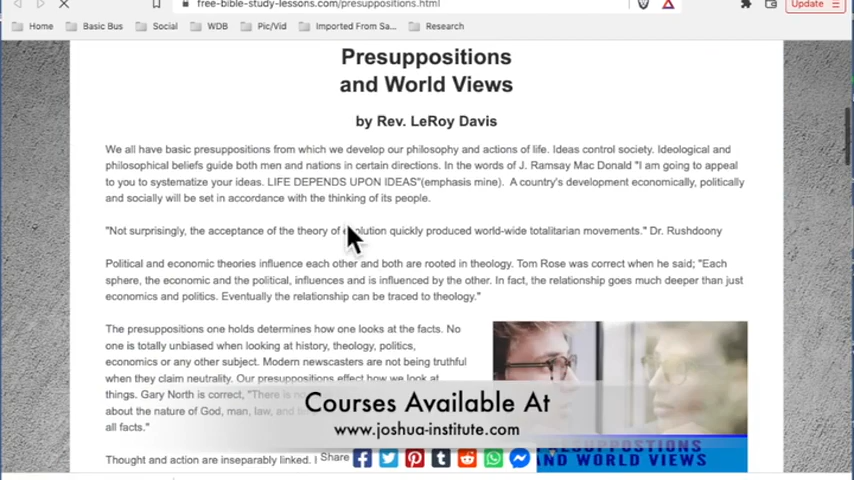 free-bible-study-lessons.com/presuppositions.html
Update
Home
Basic Bus
Social
WDB
Pic/Vid
Imported From Sa...
Research
Presuppositions
and World Views
by Rev. LeRoy Davis
We all have basic presuppositions from which we develop our philosophy and actions of life. Ideas control society. Ideological and
philosophical beliefs guide both men and nations in certain directions. In the words of J. Ramsay Mac Donald "I am going to appeal
to you to systematize your ideas. LIFE DEPENDS UPON IDEAS"(emphasis mine). A country's development economically, politically
and socially will be set in accordance with the thinking of its people.
"Not surprisingly, the acceptance of the theory of evolution quickly produced world-wide totalitarian movements." Dr. Rushdoony
Political and economic theories influence each other and both are rooted in theology. Tom Rose was correct when he said; "Each
sphere, the economic and the political, influences and is influenced by the other. In fact, the relationship goes much deeper than just
economics and politics. Eventually the relationship can be traced to theology."
The presuppositions one holds determines how one looks at the facts. No
one is totally unbiased when looking at history, theology, politics,
economics or any other subject. Modern newscasters are not being truthful
when they claim neutrality. Our presuppositions effect how we look at
things. Gary North is correct, "There is no
about the nature of God, man, law, and
all facts."
Courses Available At
www.joshua-institute.com
Thought and action are inseparably linked. I
Share
PRESUPPOSTIONS
AND WORLD VIEWS